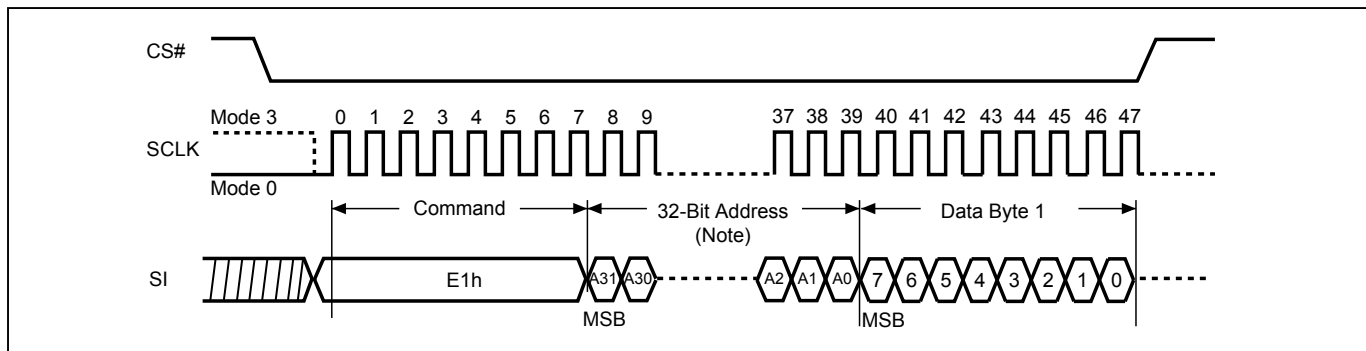 CS#
Mode 3 0 1 2 3 4 5 6 7 8 9 37 38 39 40 41 42 43 44 45 46 47
SCLK
Mode 0
Command 32-Bit Address Data Byte 1
(Note)
SI E1h A31 A30 A2 A1 A0 7 6 5 4 3 2 1 0
MSB MSB